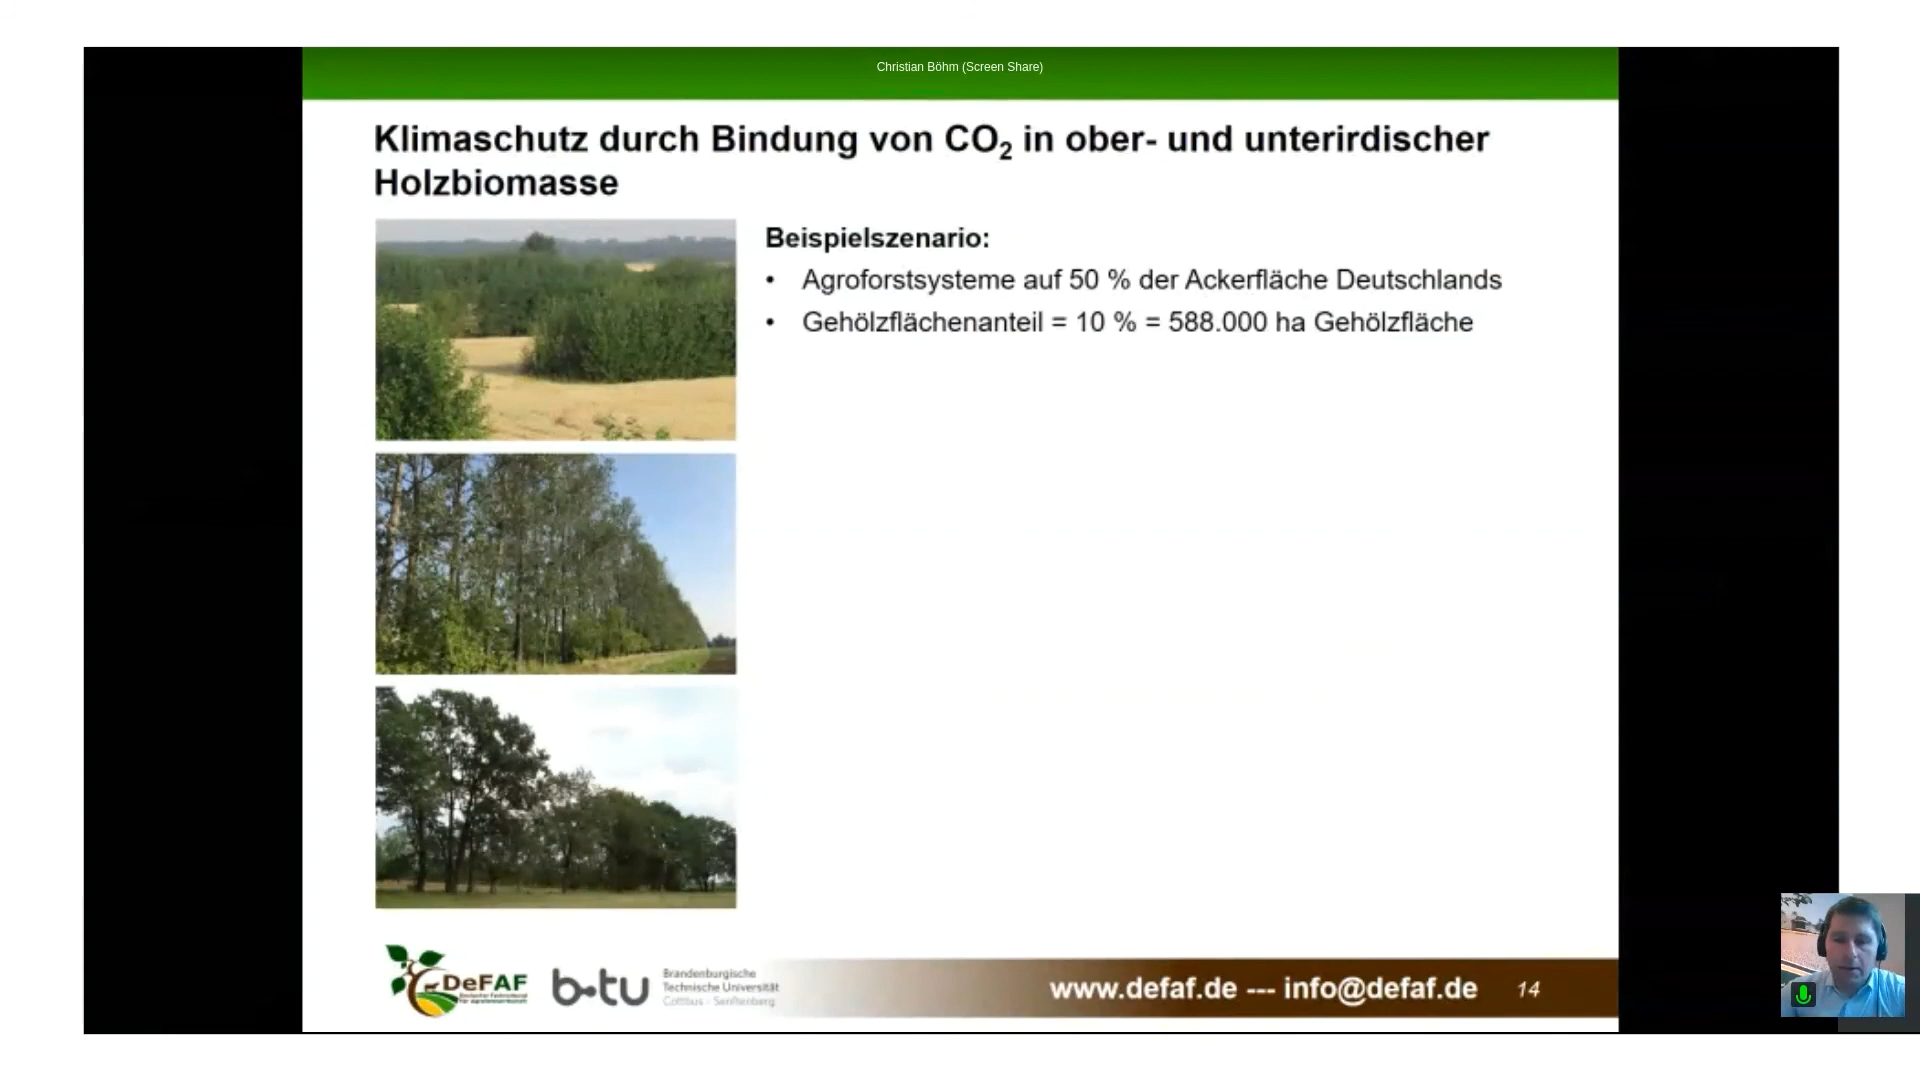 Christian Böhm (Screen Share)
Klimaschutz durch Bindung von CO₂ in ober- und unterirdischer
Holzbiomasse
Beispielszenario:
• Agroforstsysteme auf 50 % der Ackerfläche Deutschlands
• Gehölzflächenanteil = 10 % = 588.000 ha Gehölzfläche
DeFAF
b-tu
Brandenburgische
Technische Universität
Cottbus - Senftenberg
www.defaf.de --- info@defaf.de
14